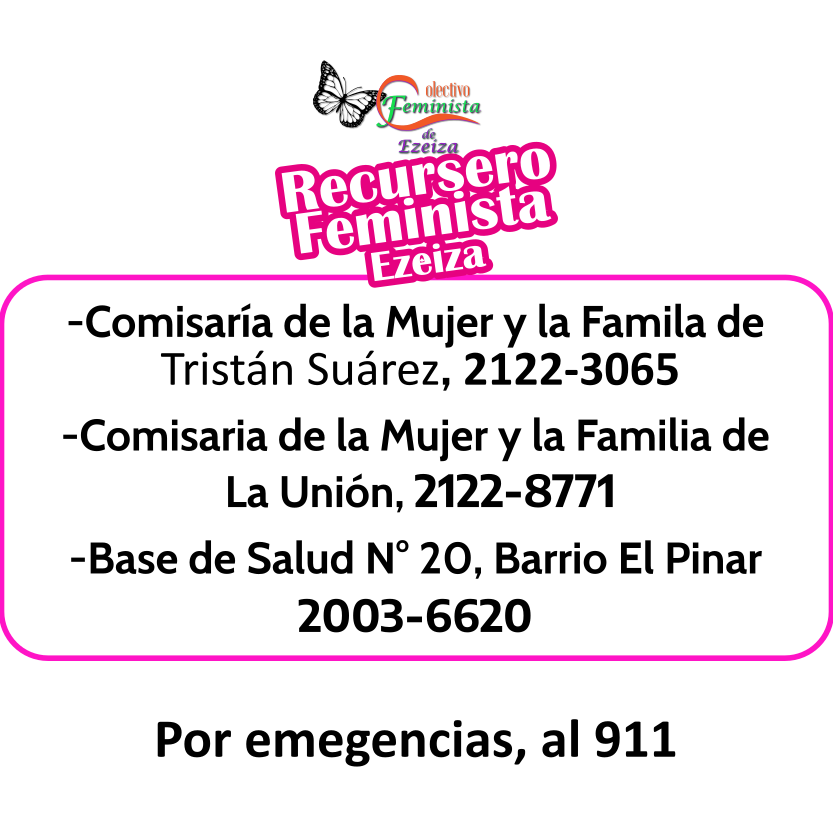 Colectivo
Feminista
de
Ezeiza
Recursero
Feminista
Ezeiza
-Comisaría de la Mujer y la Famila de
Tristán Suárez, 2122-3065
-Comisaria de la Mujer y la Familia de
La Unión, 2122-8771
-Base de Salud N° 20, Barrio El Pinar
2003-6620
Por emegencias, al 911